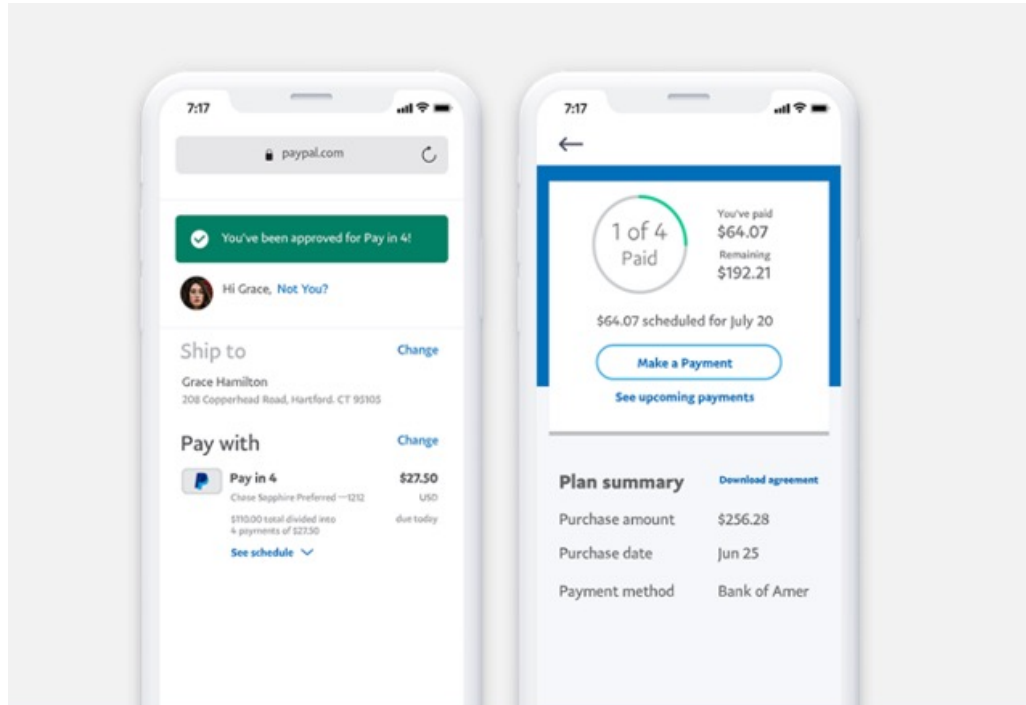 7:17
paypal.com
You've been approved for Pay in 4!
Hi Grace, Not You?
Ship to Change
Grace Hamilton
208 Copperhead Road, Hartford. CT 95105
Pay with Change
Pay in 4 $27.50
Chase Sapphire Preferred —1212 USD
$110.00 total divided into due today
4 payments of $27.50
See schedule
7:17
1 of 4
Paid
You've paid
$64.07
Remaining
$192.21
$64.07 scheduled for July 20
Make a Payment
See upcoming payments
Plan summary Download agreement
Purchase amount $256.28
Purchase date Jun 25
Payment method Bank of Amer